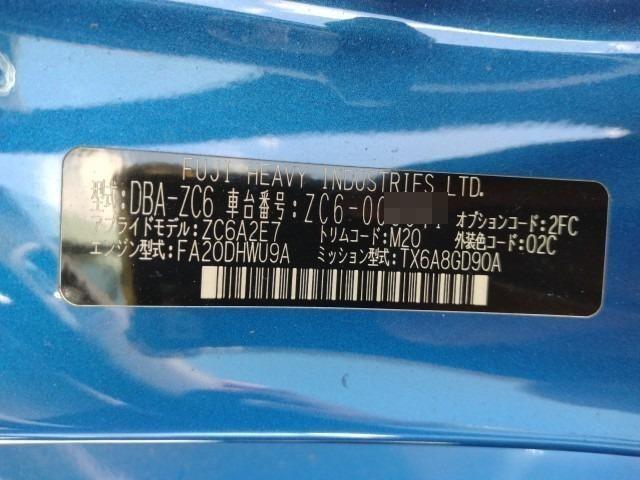 FUJI HEAVY INDUSTRIES LTD.
型式:DBA-ZC6 車台番号:ZC6-00 オプションコード:2FC
アプライドモデル:ZC6A2E7 トリムコード:M20 外装色コード:02C
エンジン型式:FA20DHWU9A ミッション型式:TX6A8GD90A